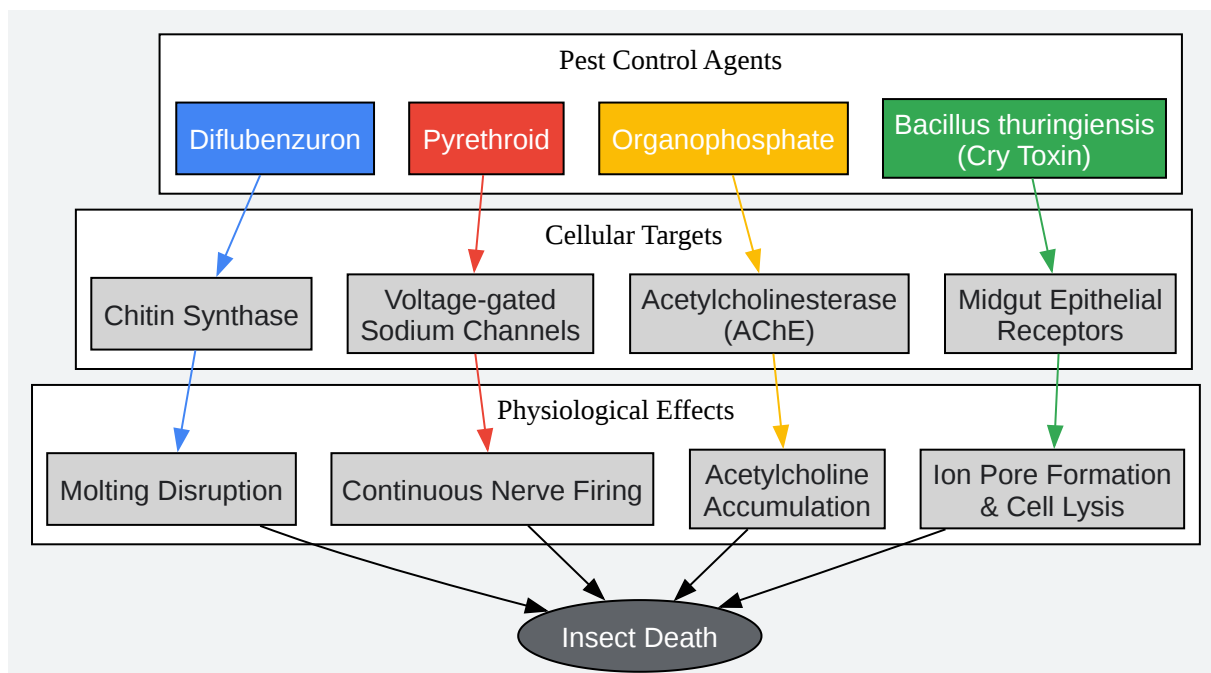 Pest Control Agents
Diflubenzuron
Pyrethroid
Organophosphate
Bacillus thuringiensis
(Cry Toxin)
Cellular Targets
Chitin Synthase
Voltage-gated
Sodium Channels
Acetylcholinesterase
(AChE)
Midgut Epithelial
Receptors
Physiological Effects
Molting Disruption
Continuous Nerve Firing
Acetylcholine
Accumulation
Ion Pore Formation
& Cell Lysis
Insect Death